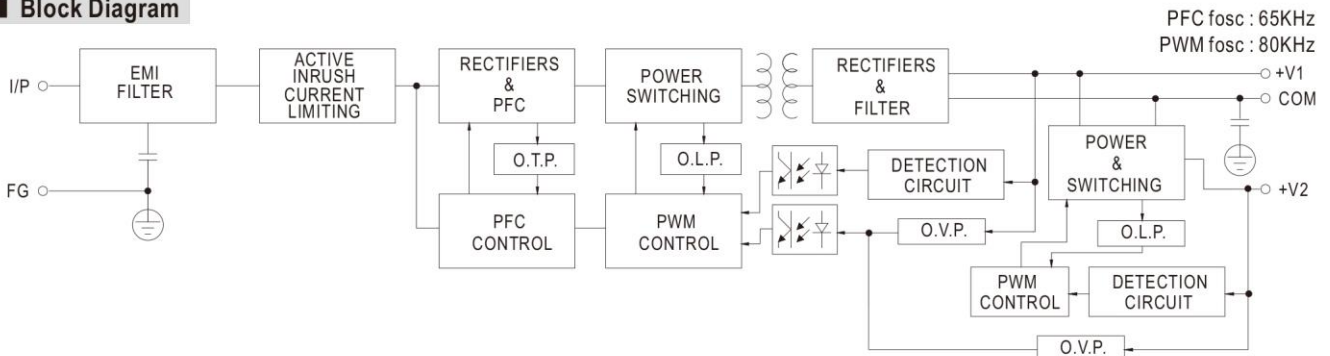 Block Diagram
PFC fosc : 65KHz
PWM fosc : 80KHz
I/P
EMI
FILTER
ACTIVE
INRUSH
CURRENT
LIMITING
RECTIFIERS
&
PFC
POWER
SWITCHING
RECTIFIERS
&
FILTER
+V1
COM
O.T.P.
O.L.P.
DETECTION
CIRCUIT
POWER
&
SWITCHING
FG
+V2
PFC
CONTROL
PWM
CONTROL
O.V.P.
O.L.P.
PWM
CONTROL
DETECTION
CIRCUIT
O.V.P.